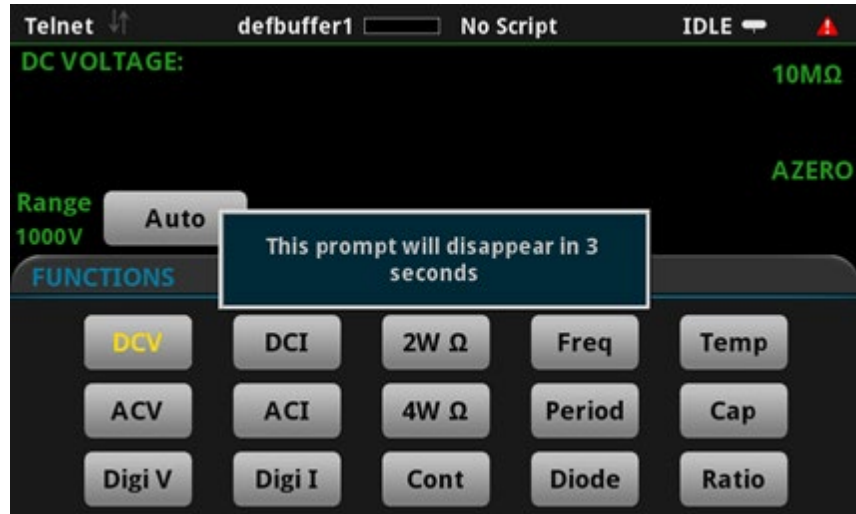 Telnet defbuffer1 No Script IDLE
DC VOLTAGE:
10MΩ
AZERO
Range
1000V
Auto
This prompt will disappear in 3
seconds
FUNCTIONS
DCV DCI 2W Ω Freq Temp
ACV ACI 4W Ω Period Cap
Digi V Digi I Cont Diode Ratio